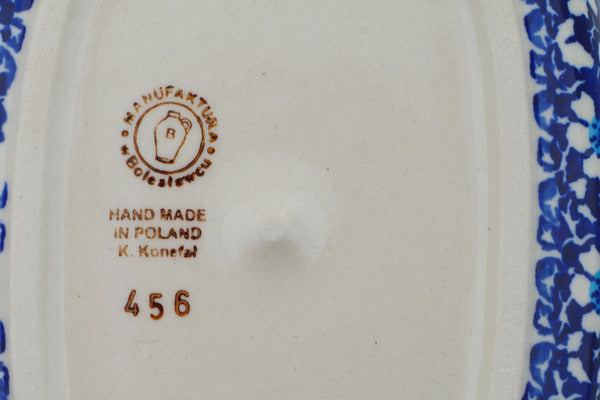 MANUFAKTURA
B
w Bolesławcu
HAND MADE
IN POLAND
K. Konefał
456